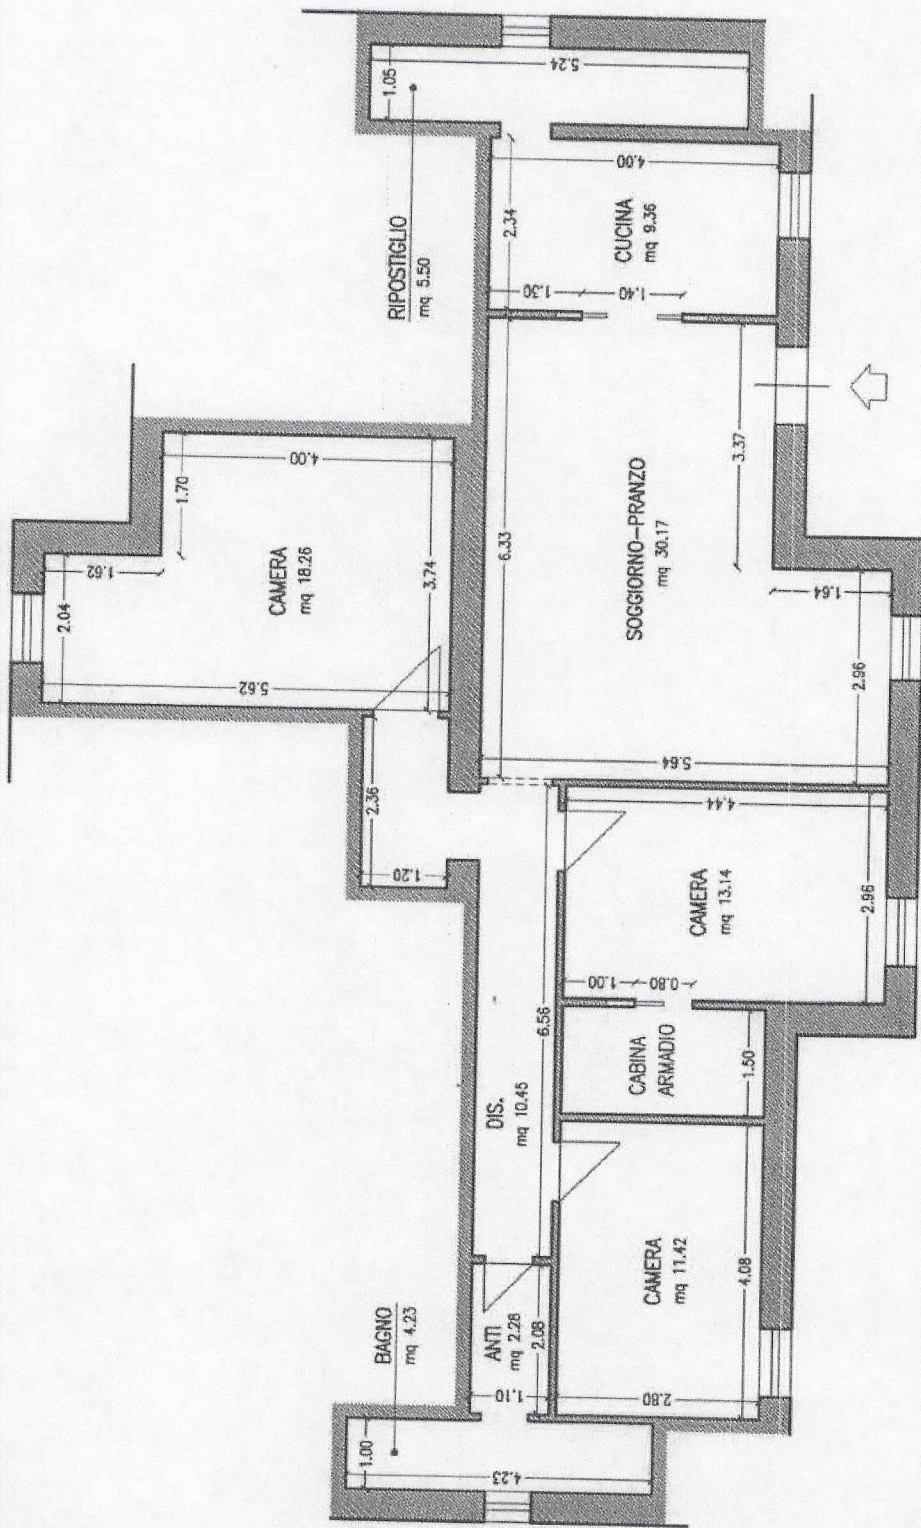 1.05
5.24
RIPOSTIGLIO
mq 5.50
2.34
4.00
CUCINA
mq 9.36
1.30
1.40
1.70
4.00
1.62
2.04
CAMERA
mq 18.26
3.74
5.62
6.33
3.37
SOGGIORNO-PRANZO
mq 30.17
1.64
2.96
5.64
2.36
1.20
4.44
CAMERA
mq 13.14
2.96
1.00
0.80
6.56
DIS.
mq 10.45
CABINA
ARMADIO
1.50
CAMERA
mq 11.42
4.08
2.80
BAGNO
mq 4.23
ANTI
mq 2.28
2.08
1.10
1.00
4.23